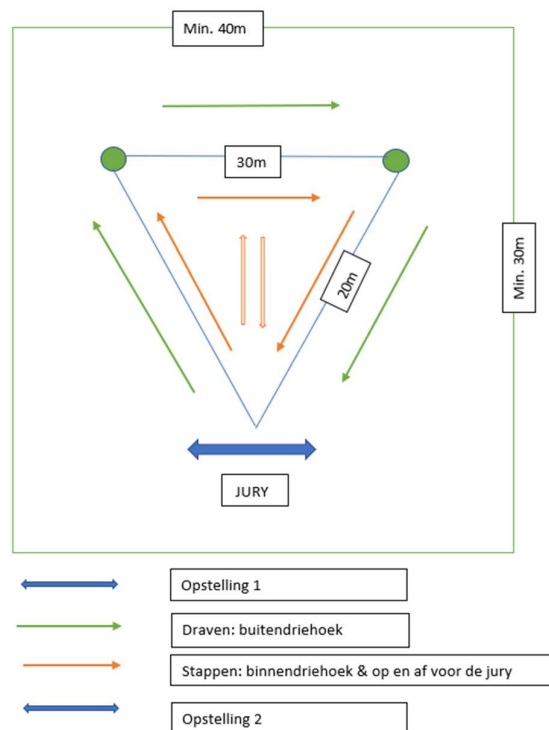 Min. 40m
30m
20m
Min. 30m
JURY
Opstelling 1
Draven: buitendriehoek
Stappen: binnendriehoek & op en af voor de jury
Opstelling 2